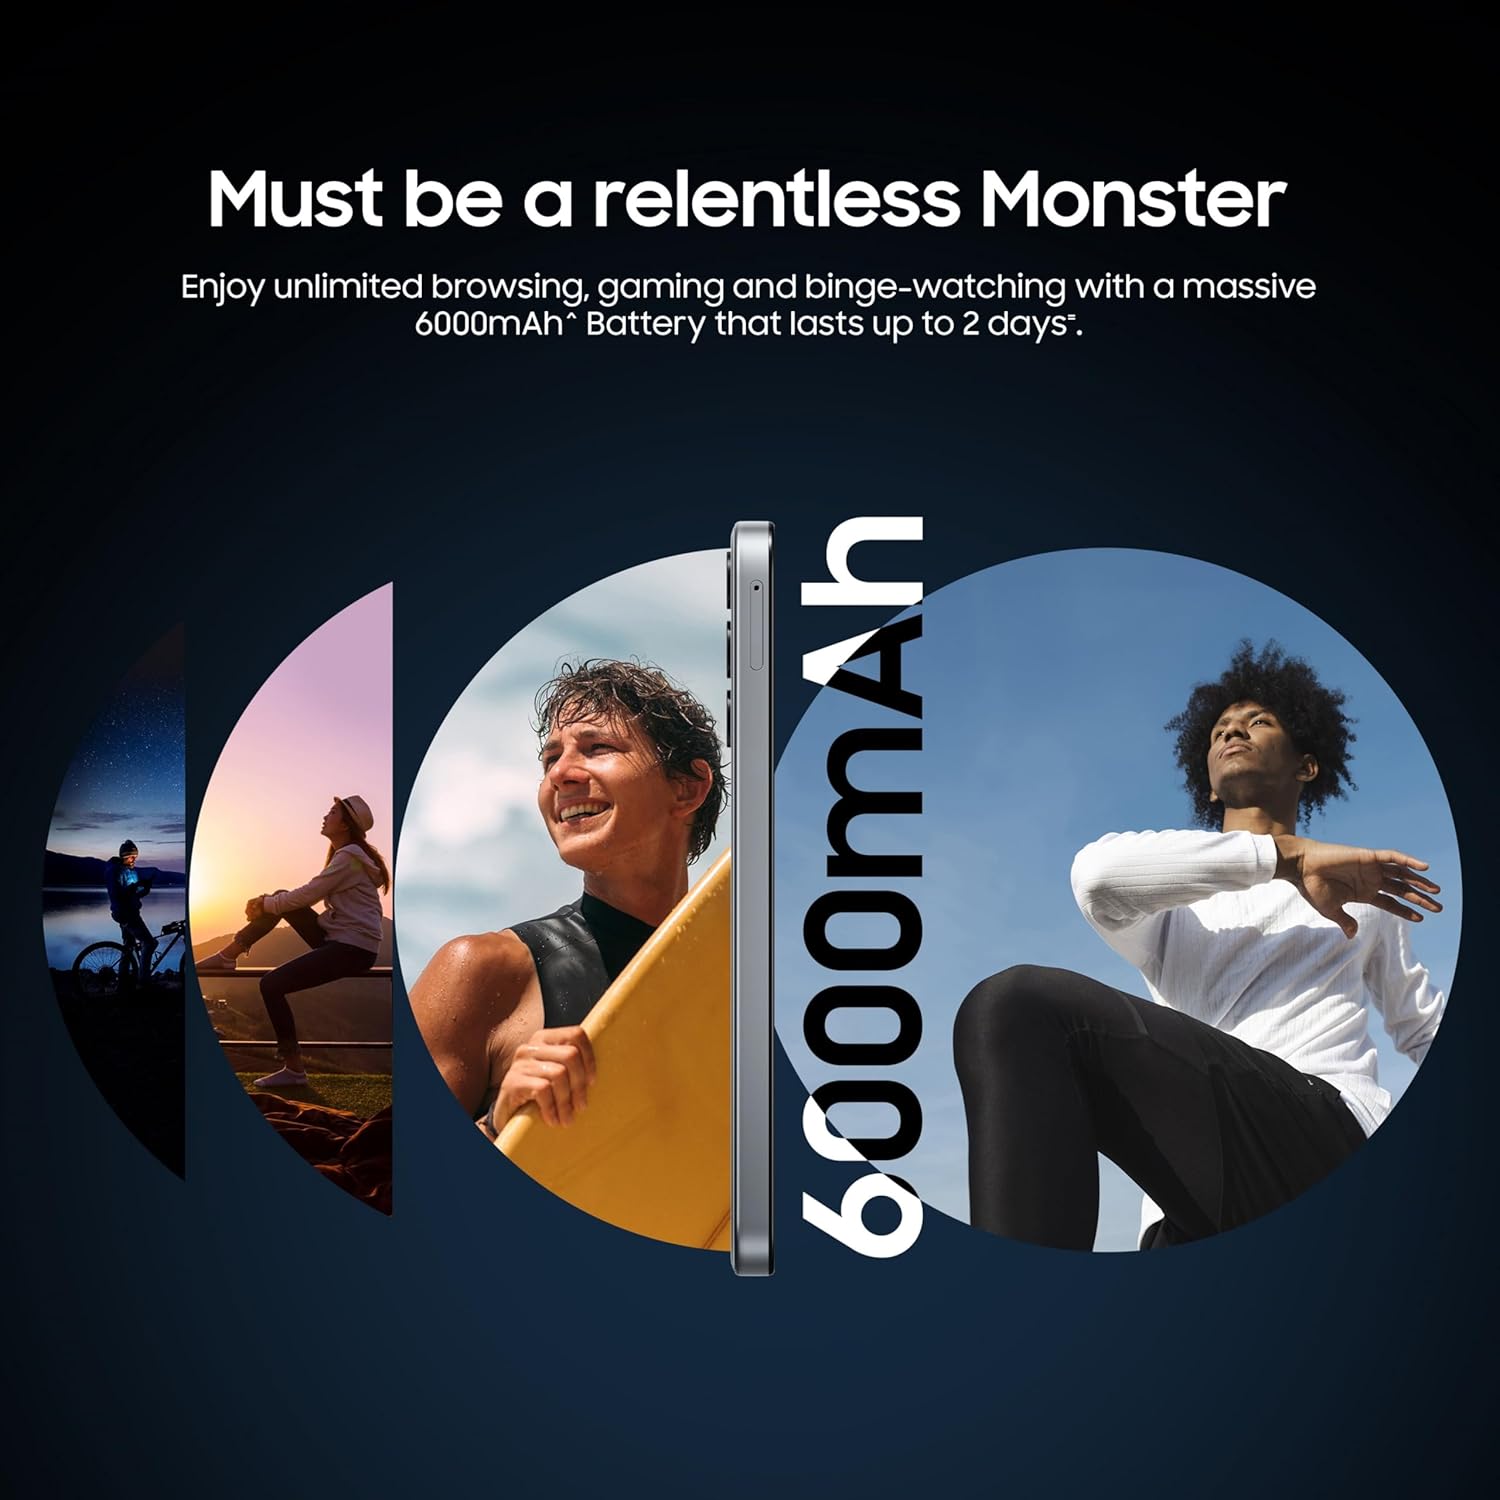 Must be a relentless Monster
Enjoy unlimited browsing, gaming and binge-watching with a massive
6000mAh^ Battery that lasts up to 2 days⁼.
6000mAh